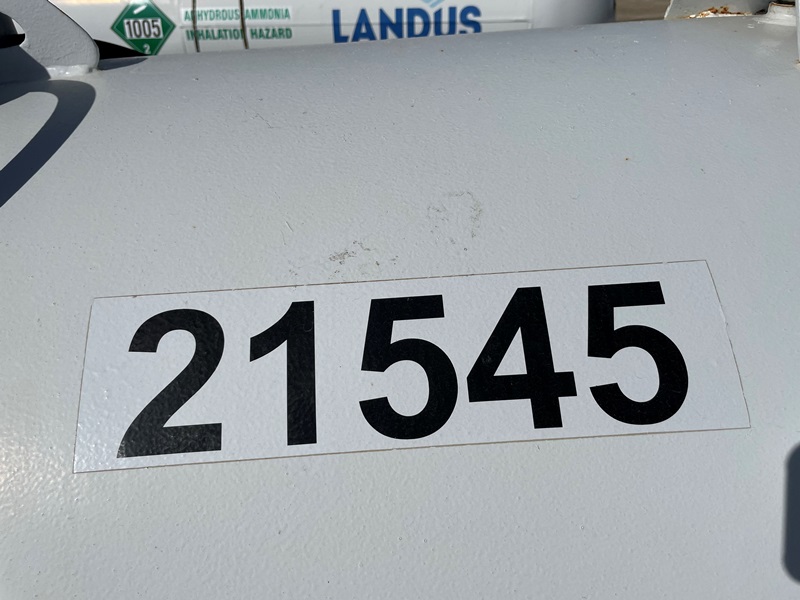 1005
2
ANHYDROUS AMMONIA
INHALATION HAZARD
LANDUS
21545